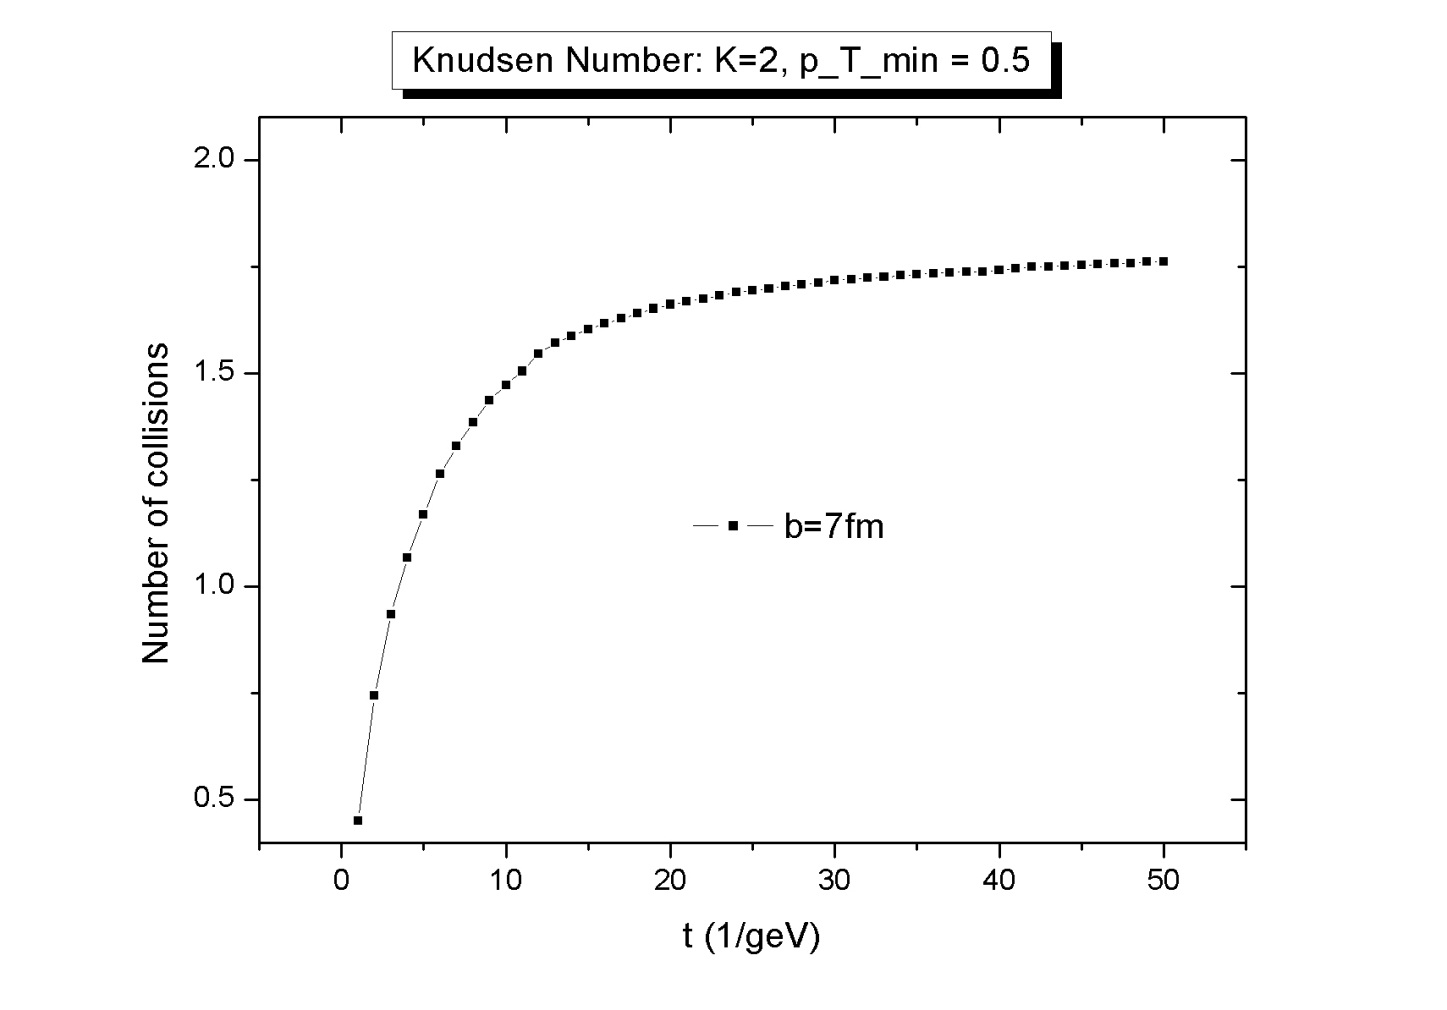 Knudsen Number: K=2, p_T_min = 0.5
2.0
1.5
1.0
0.5
Number of collisions
b=7fm
0 10 20 30 40 50
t (1/geV)